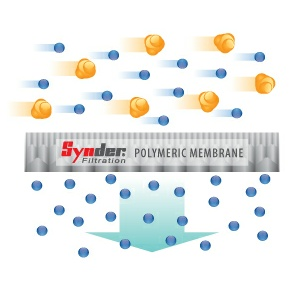 Synder
Filtration
POLYMERIC MEMBRANE